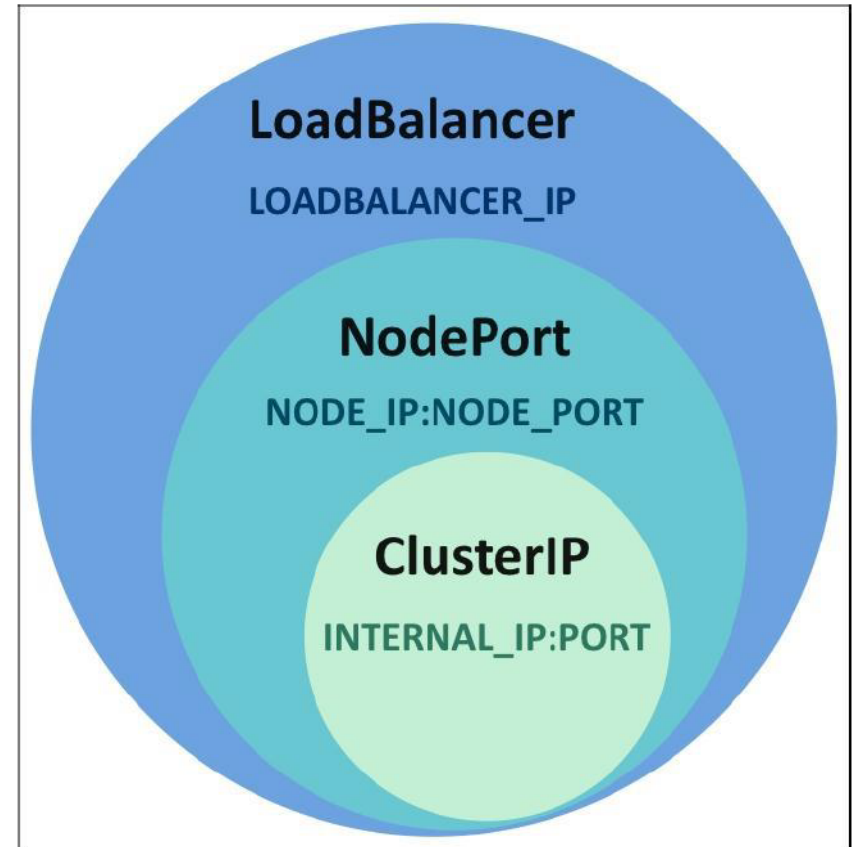 LoadBalancer
LOADBALANCER_IP
NodePort
NODE_IP:NODE_PORT
ClusterIP
INTERNAL_IP:PORT